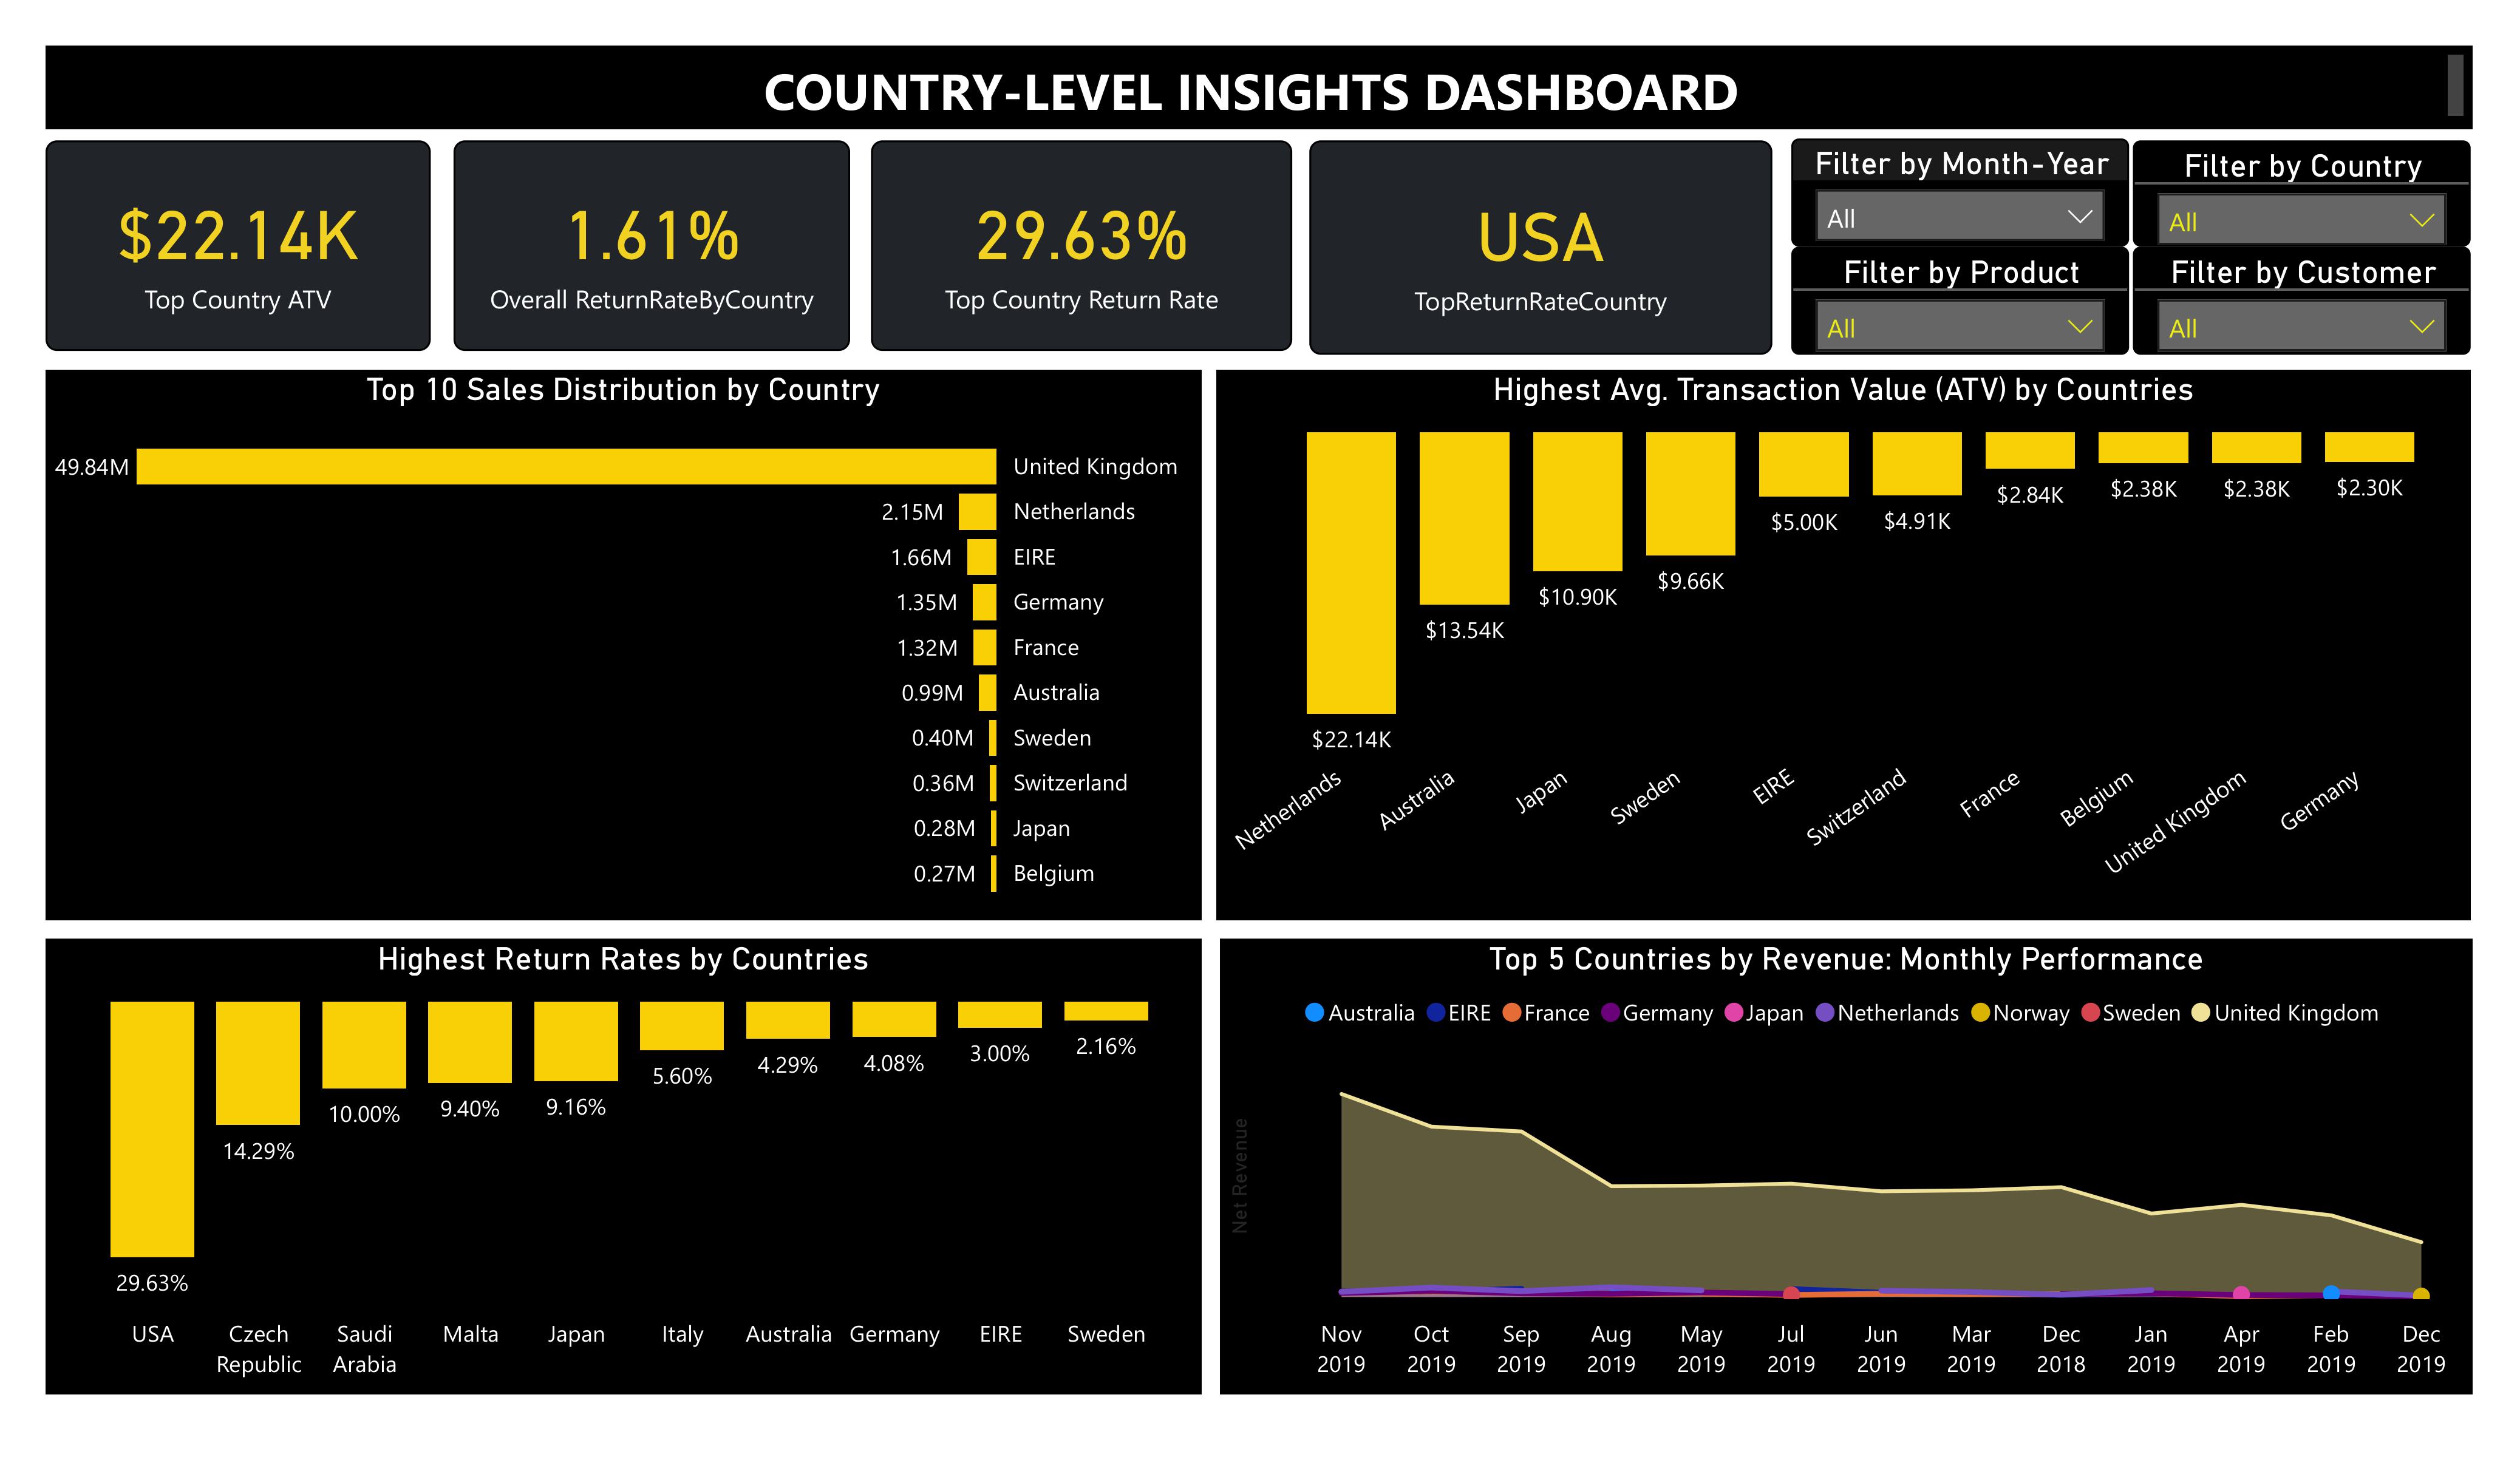 COUNTRY-LEVEL INSIGHTS DASHBOARD
$22.14K
Top Country ATV
1.61%
Overall ReturnRateByCountry
29.63%
Top Country Return Rate
USA
TopReturnRateCountry
Filter by Month-Year
All
Filter by Country
All
Filter by Product
All
Filter by Customer
All
Top 10 Sales Distribution by Country
49.84M United Kingdom
2.15M Netherlands
1.66M EIRE
1.35M Germany
1.32M France
0.99M Australia
0.40M Sweden
0.36M Switzerland
0.28M Japan
0.27M Belgium
Highest Avg. Transaction Value (ATV) by Countries
$22.14K
$13.54K
$10.90K
$9.66K
$5.00K
$4.91K
$2.84K
$2.38K
$2.38K
$2.30K
Netherlands
Australia
Japan
Sweden
EIRE
Switzerland
France
Belgium
United Kingdom
Germany
Highest Return Rates by Countries
29.63%
14.29%
10.00%
9.40%
9.16%
5.60%
4.29%
4.08%
3.00%
2.16%
USA
Czech
Republic
Saudi
Arabia
Malta
Japan
Italy
Australia
Germany
EIRE
Sweden
Top 5 Countries by Revenue: Monthly Performance
Australia EIRE France Germany Japan Netherlands Norway Sweden United Kingdom
Net Revenue
Nov
2019
Oct
2019
Sep
2019
Aug
2019
May
2019
Jul
2019
Jun
2019
Mar
2019
Dec
2018
Jan
2019
Apr
2019
Feb
2019
Dec
2019